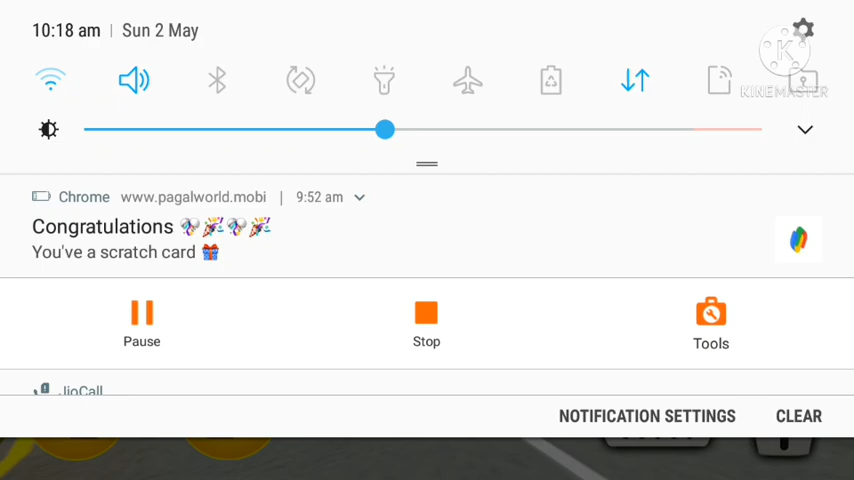 10:18 am | Sun 2 May
KINEMASTER
Chrome www.pagalworld.mobi | 9:52 am
Congratulations 🎊🎉🎊🎉
You've a scratch card 🎁
Pause
Stop
Tools
JioCall
NOTIFICATION SETTINGS
CLEAR